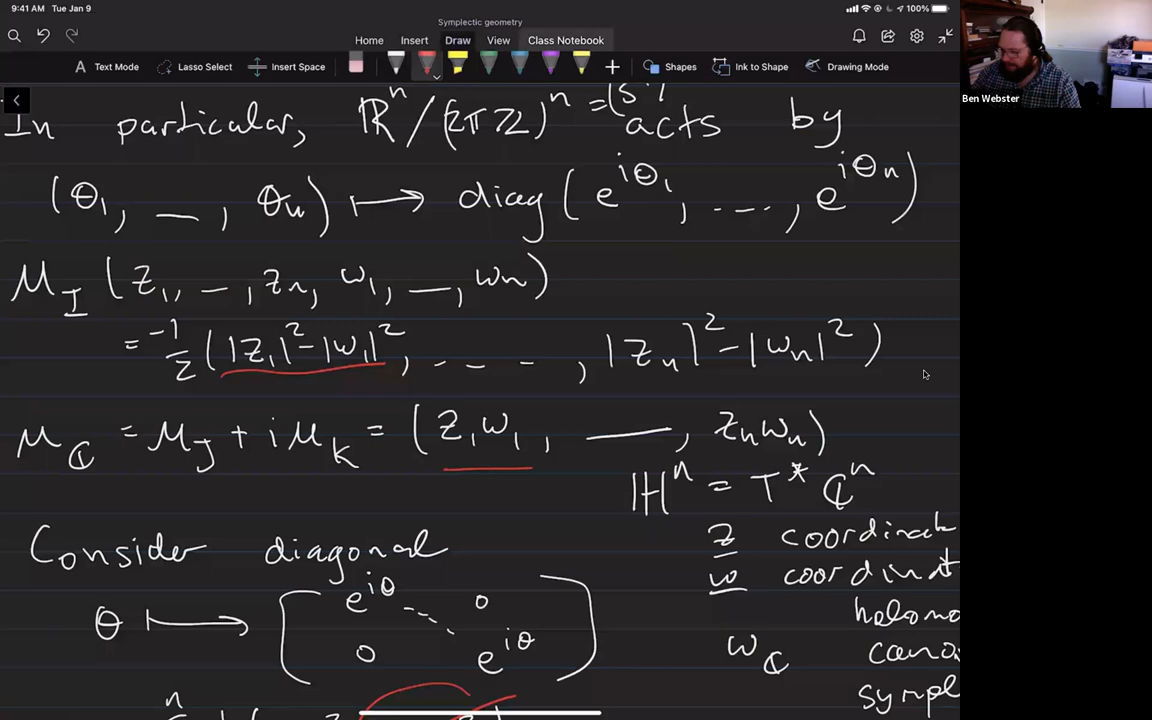 9:41 AM Tue Jan 9
100%
Symplectic geometry
Home Insert Draw View Class Notebook
Text Mode Lasso Select Insert Space Shapes Ink to Shape Drawing Mode
Ben Webster
In particular, ℝⁿ/(2πℤ)ⁿ = (S¹) acts by
(θ₁, —, θₙ) ↦ diag(e^{iθ₁}, ...., e^{iθₙ})
μ_I (z₁, —, zₙ, w₁, —, wₙ)
= -1/2 (|z₁|² - |w₁|², - - - -, |zₙ|² - |wₙ|²)
μ_ℂ = μ_J + iμ_K = (z₁w₁, —, zₙwₙ)
ℍⁿ = T*ℂⁿ
Consider diagonal
z coordinate
w coordinat
θ ↦ [e^{iθ} 0
0 e^{iθ}]
holomo
ω_ℂ cano
sympl
n